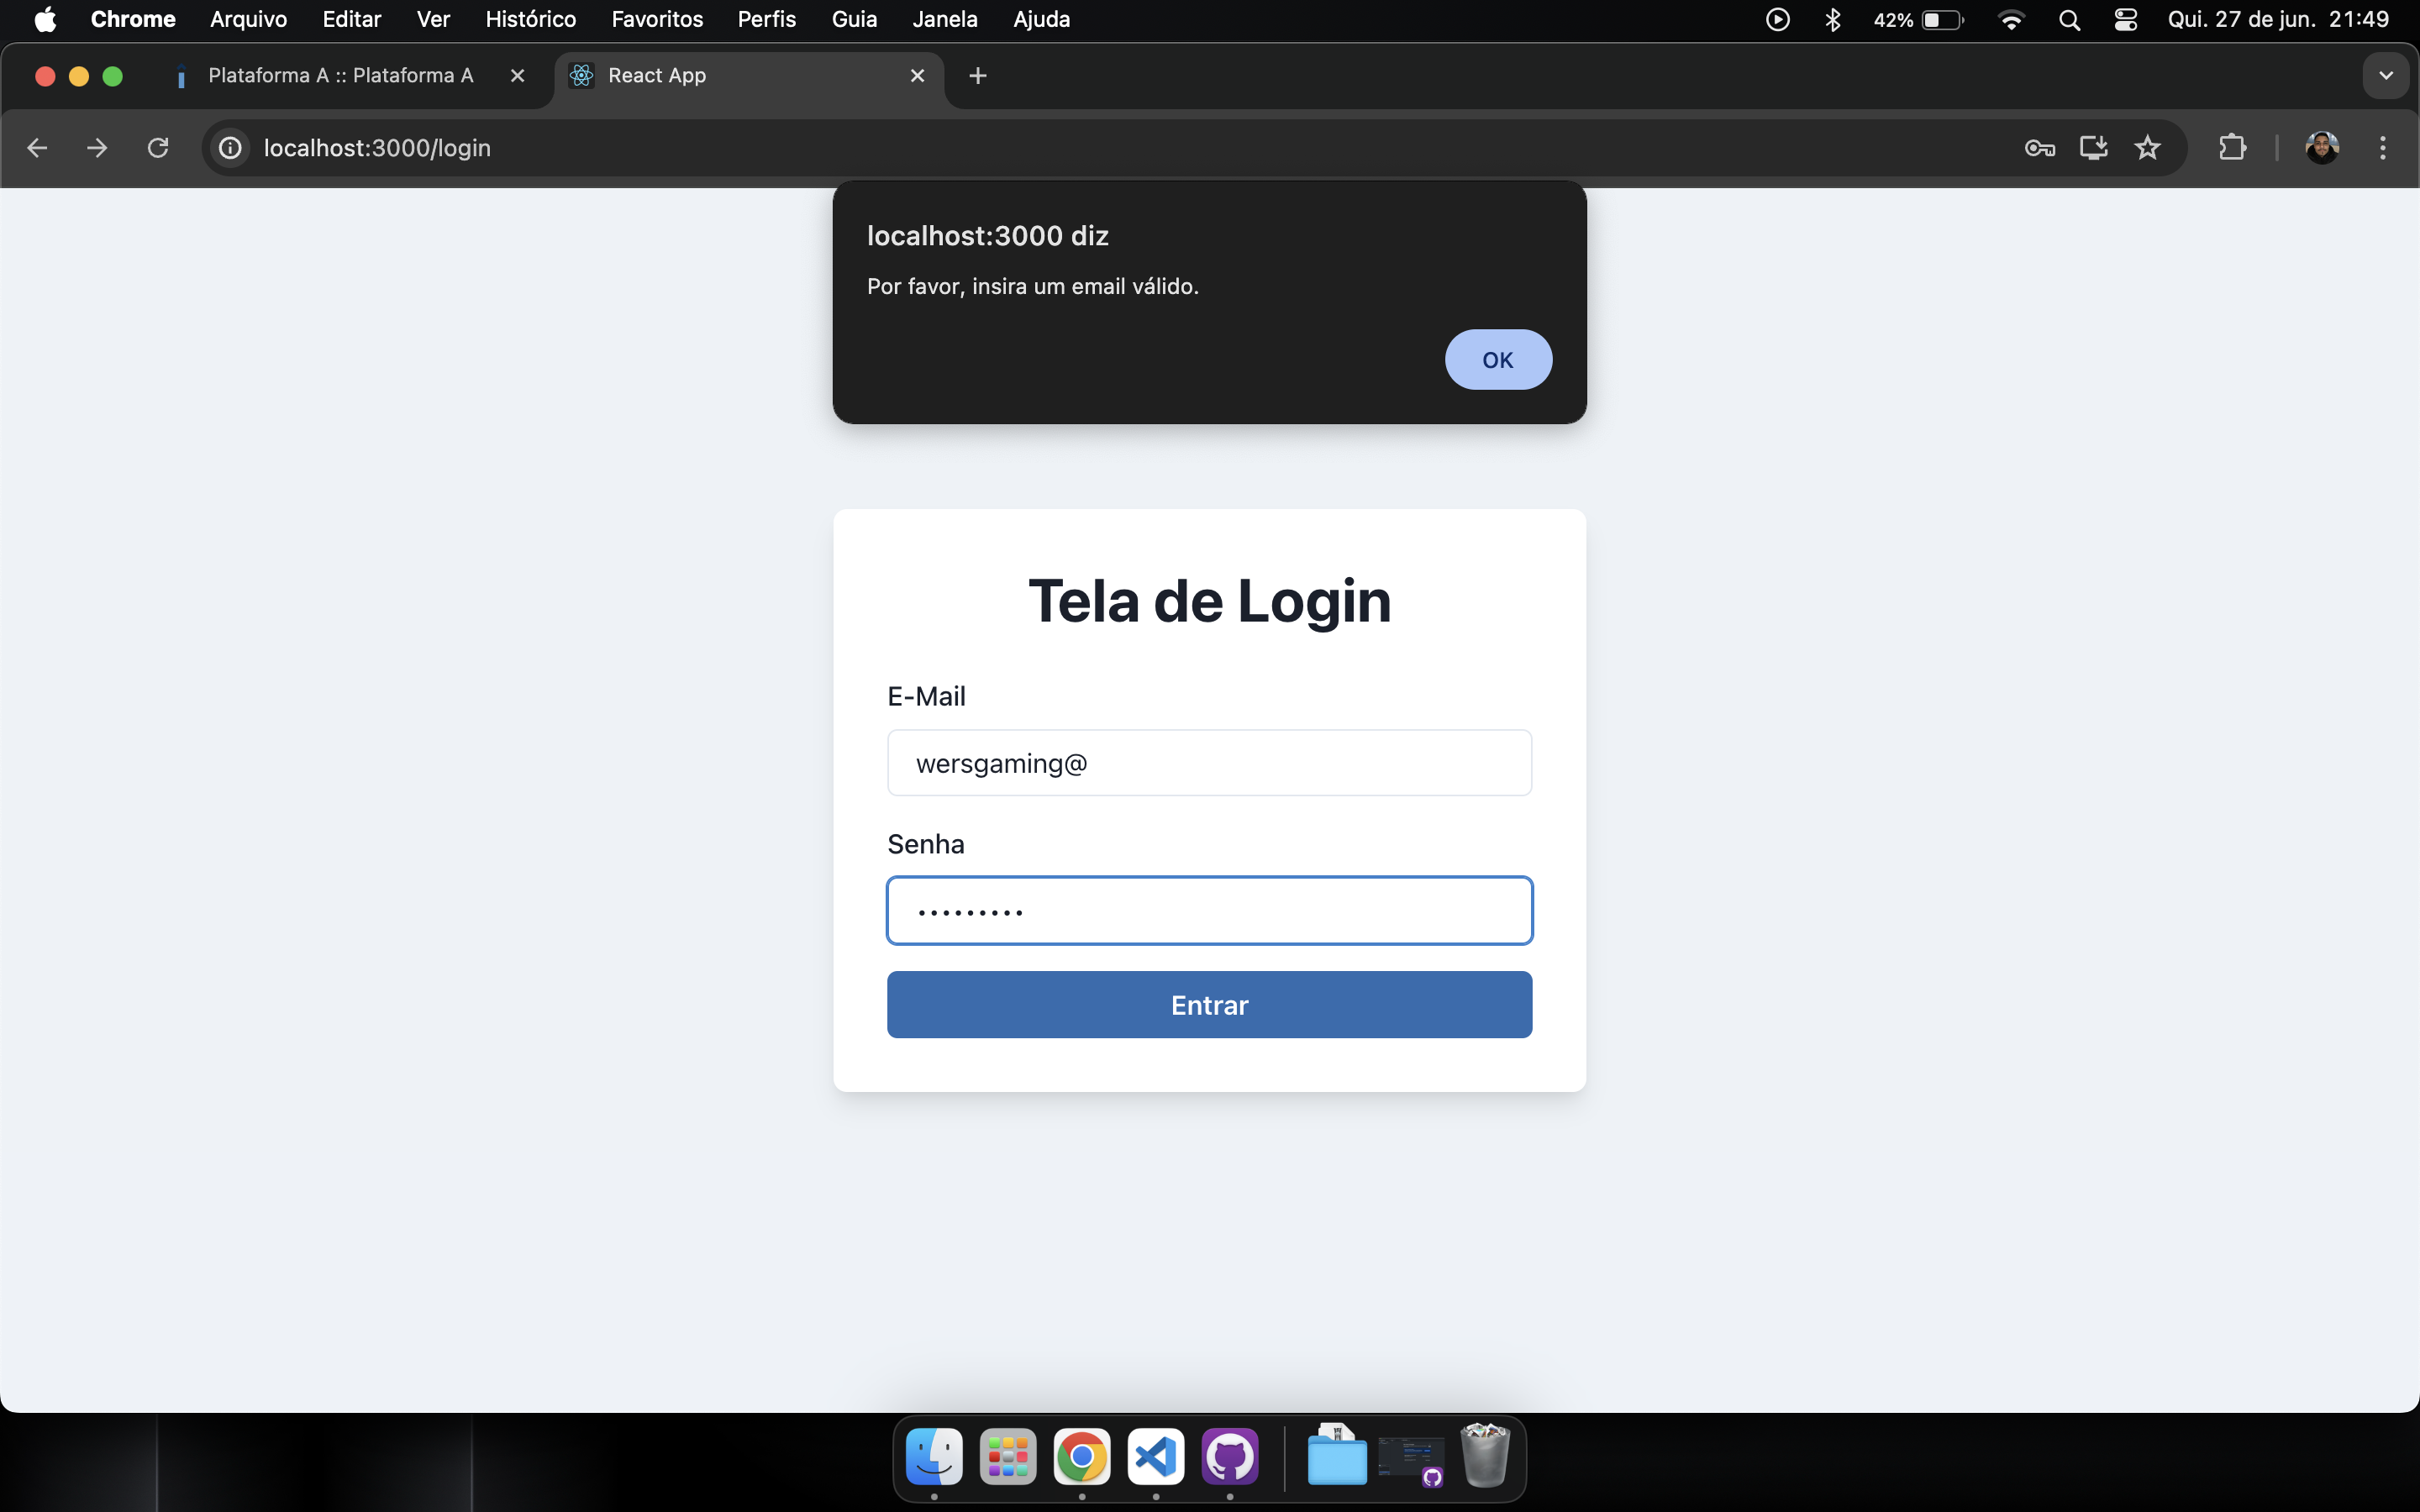 Chrome Arquivo Editar Ver Histórico Favoritos Perfis Guia Janela Ajuda 42% Qui. 27 de jun. 21:49
Plataforma A :: Plataforma A React App
localhost:3000/login
localhost:3000 diz
Por favor, insira um email válido.
OK
Tela de Login
E-Mail
wersgaming@
Senha
•••••••••
Entrar